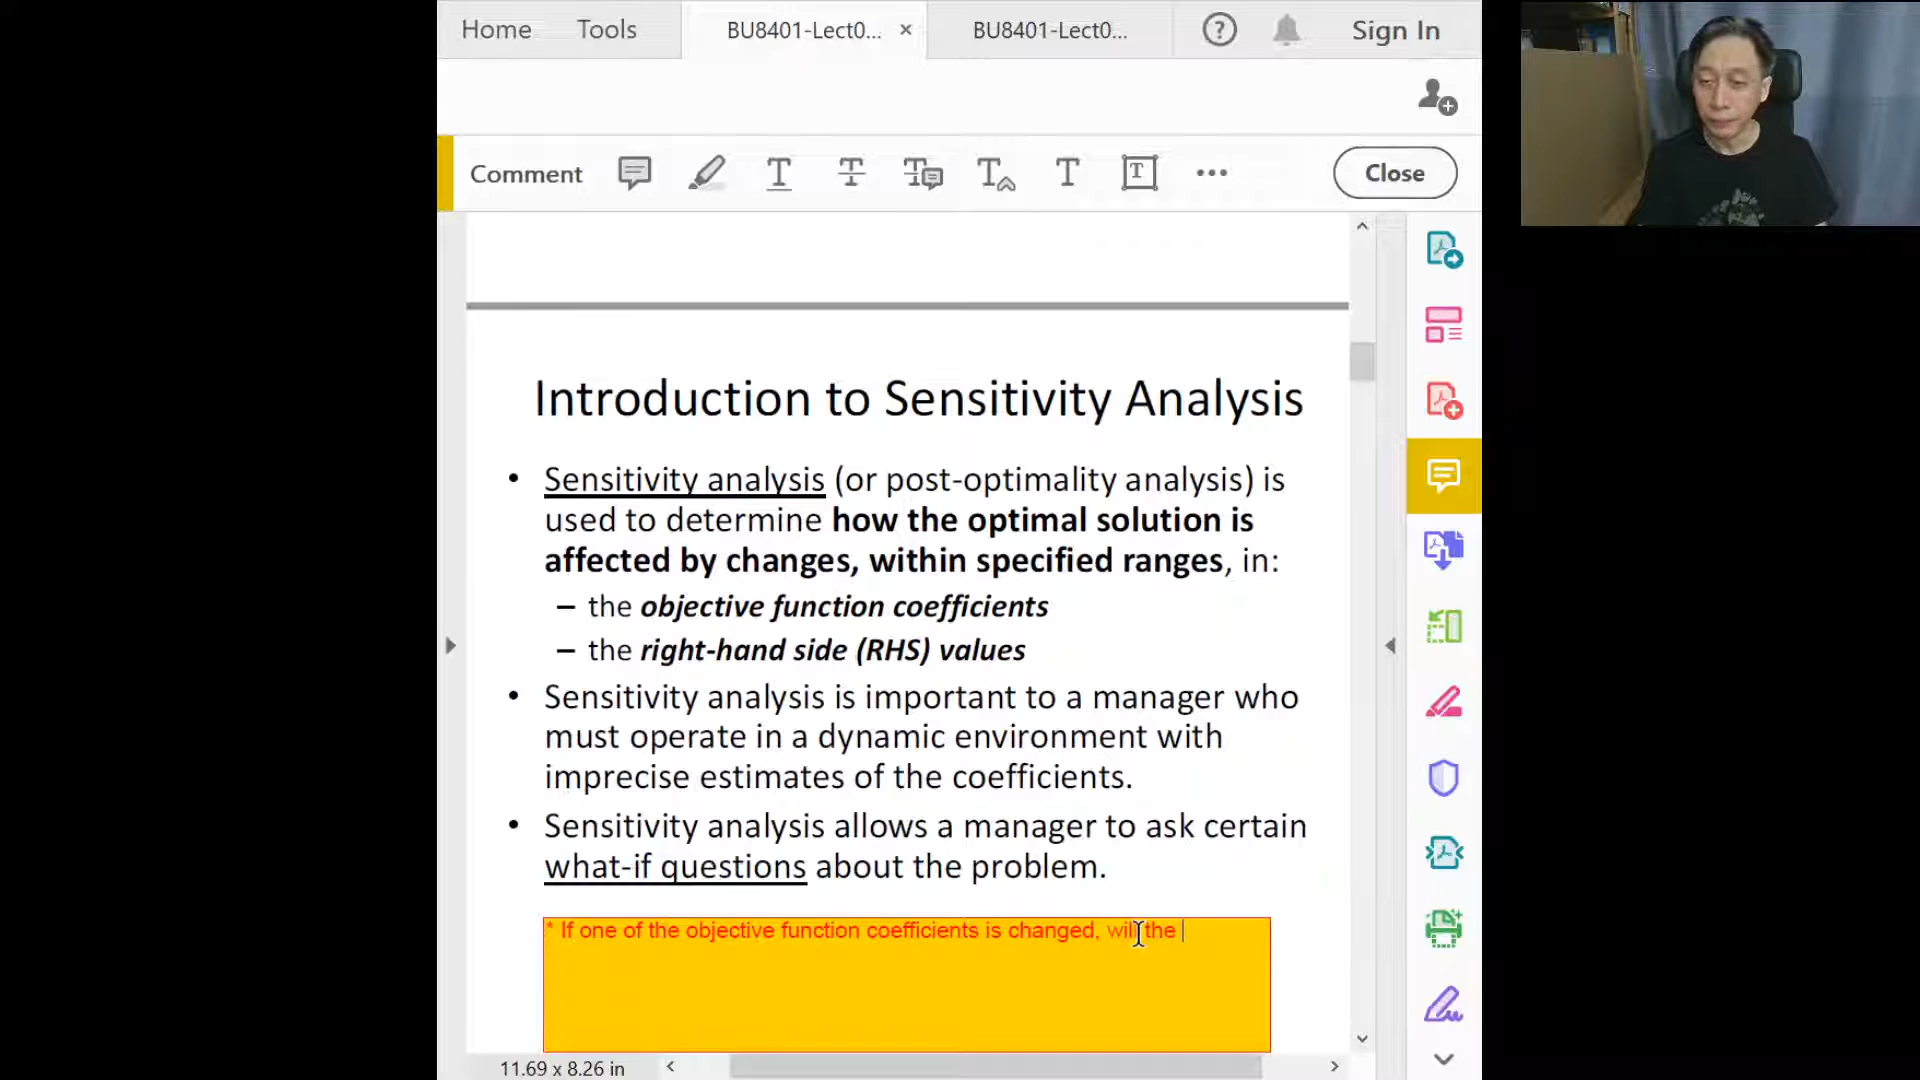 Home Tools BU8401-Lect0... × BU8401-Lect0... ? Sign In
Comment T T T T T T ••• Close
Introduction to Sensitivity Analysis
• Sensitivity analysis (or post-optimality analysis) is
used to determine how the optimal solution is
affected by changes, within specified ranges, in:
– the objective function coefficients
– the right-hand side (RHS) values
• Sensitivity analysis is important to a manager who
must operate in a dynamic environment with
imprecise estimates of the coefficients.
• Sensitivity analysis allows a manager to ask certain
what-if questions about the problem.
* If one of the objective function coefficients is changed, will the
11.69 x 8.26 in